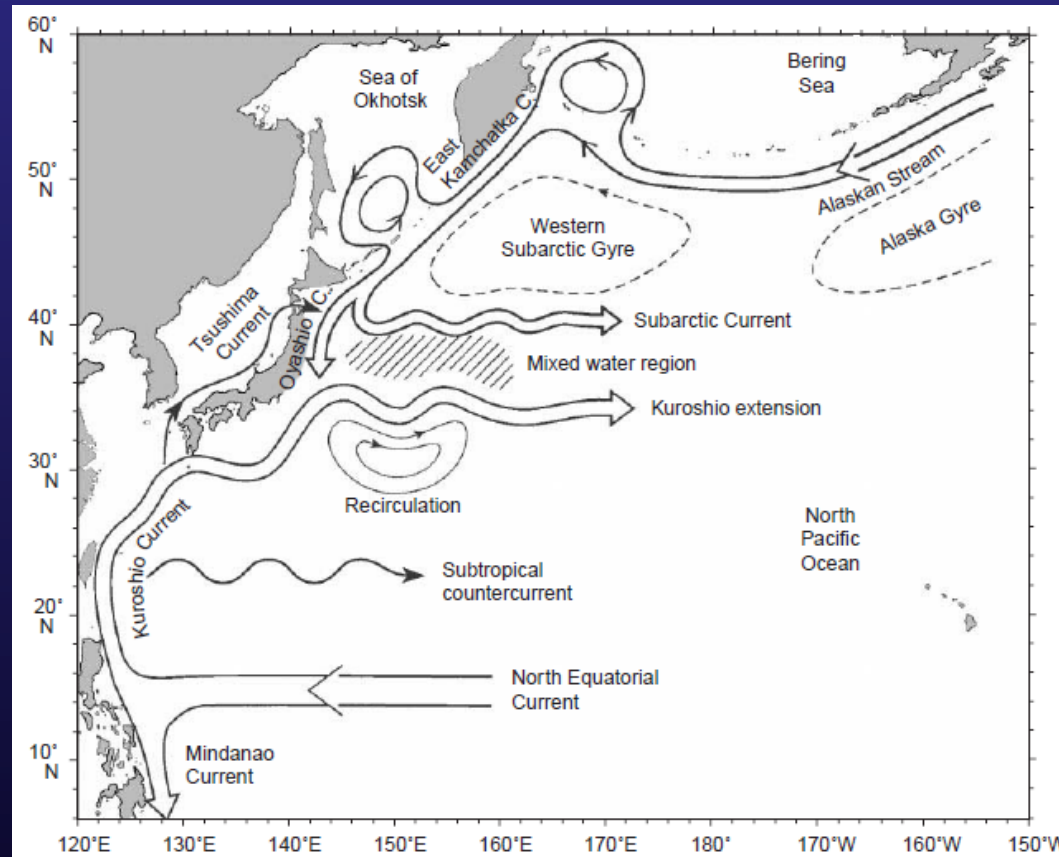 60˚
N
50˚
N
40˚
N
30˚
N
20˚
N
10˚
N
Sea of
Okhotsk
Bering
Sea
East
Kamchatka C.
Alaskan Stream
Alaska Gyre
Western
Subarctic Gyre
Tsushima
Current
Oyashio C.
Subarctic Current
Mixed water region
Kuroshio extension
Recirculation
North
Pacific
Ocean
Kuroshio Current
Subtropical
countercurrent
North Equatorial
Current
Mindanao
Current
120˚E
130˚E
140˚E
150˚E
160˚E
170˚E
180˚
170˚W
160˚W
150˚W